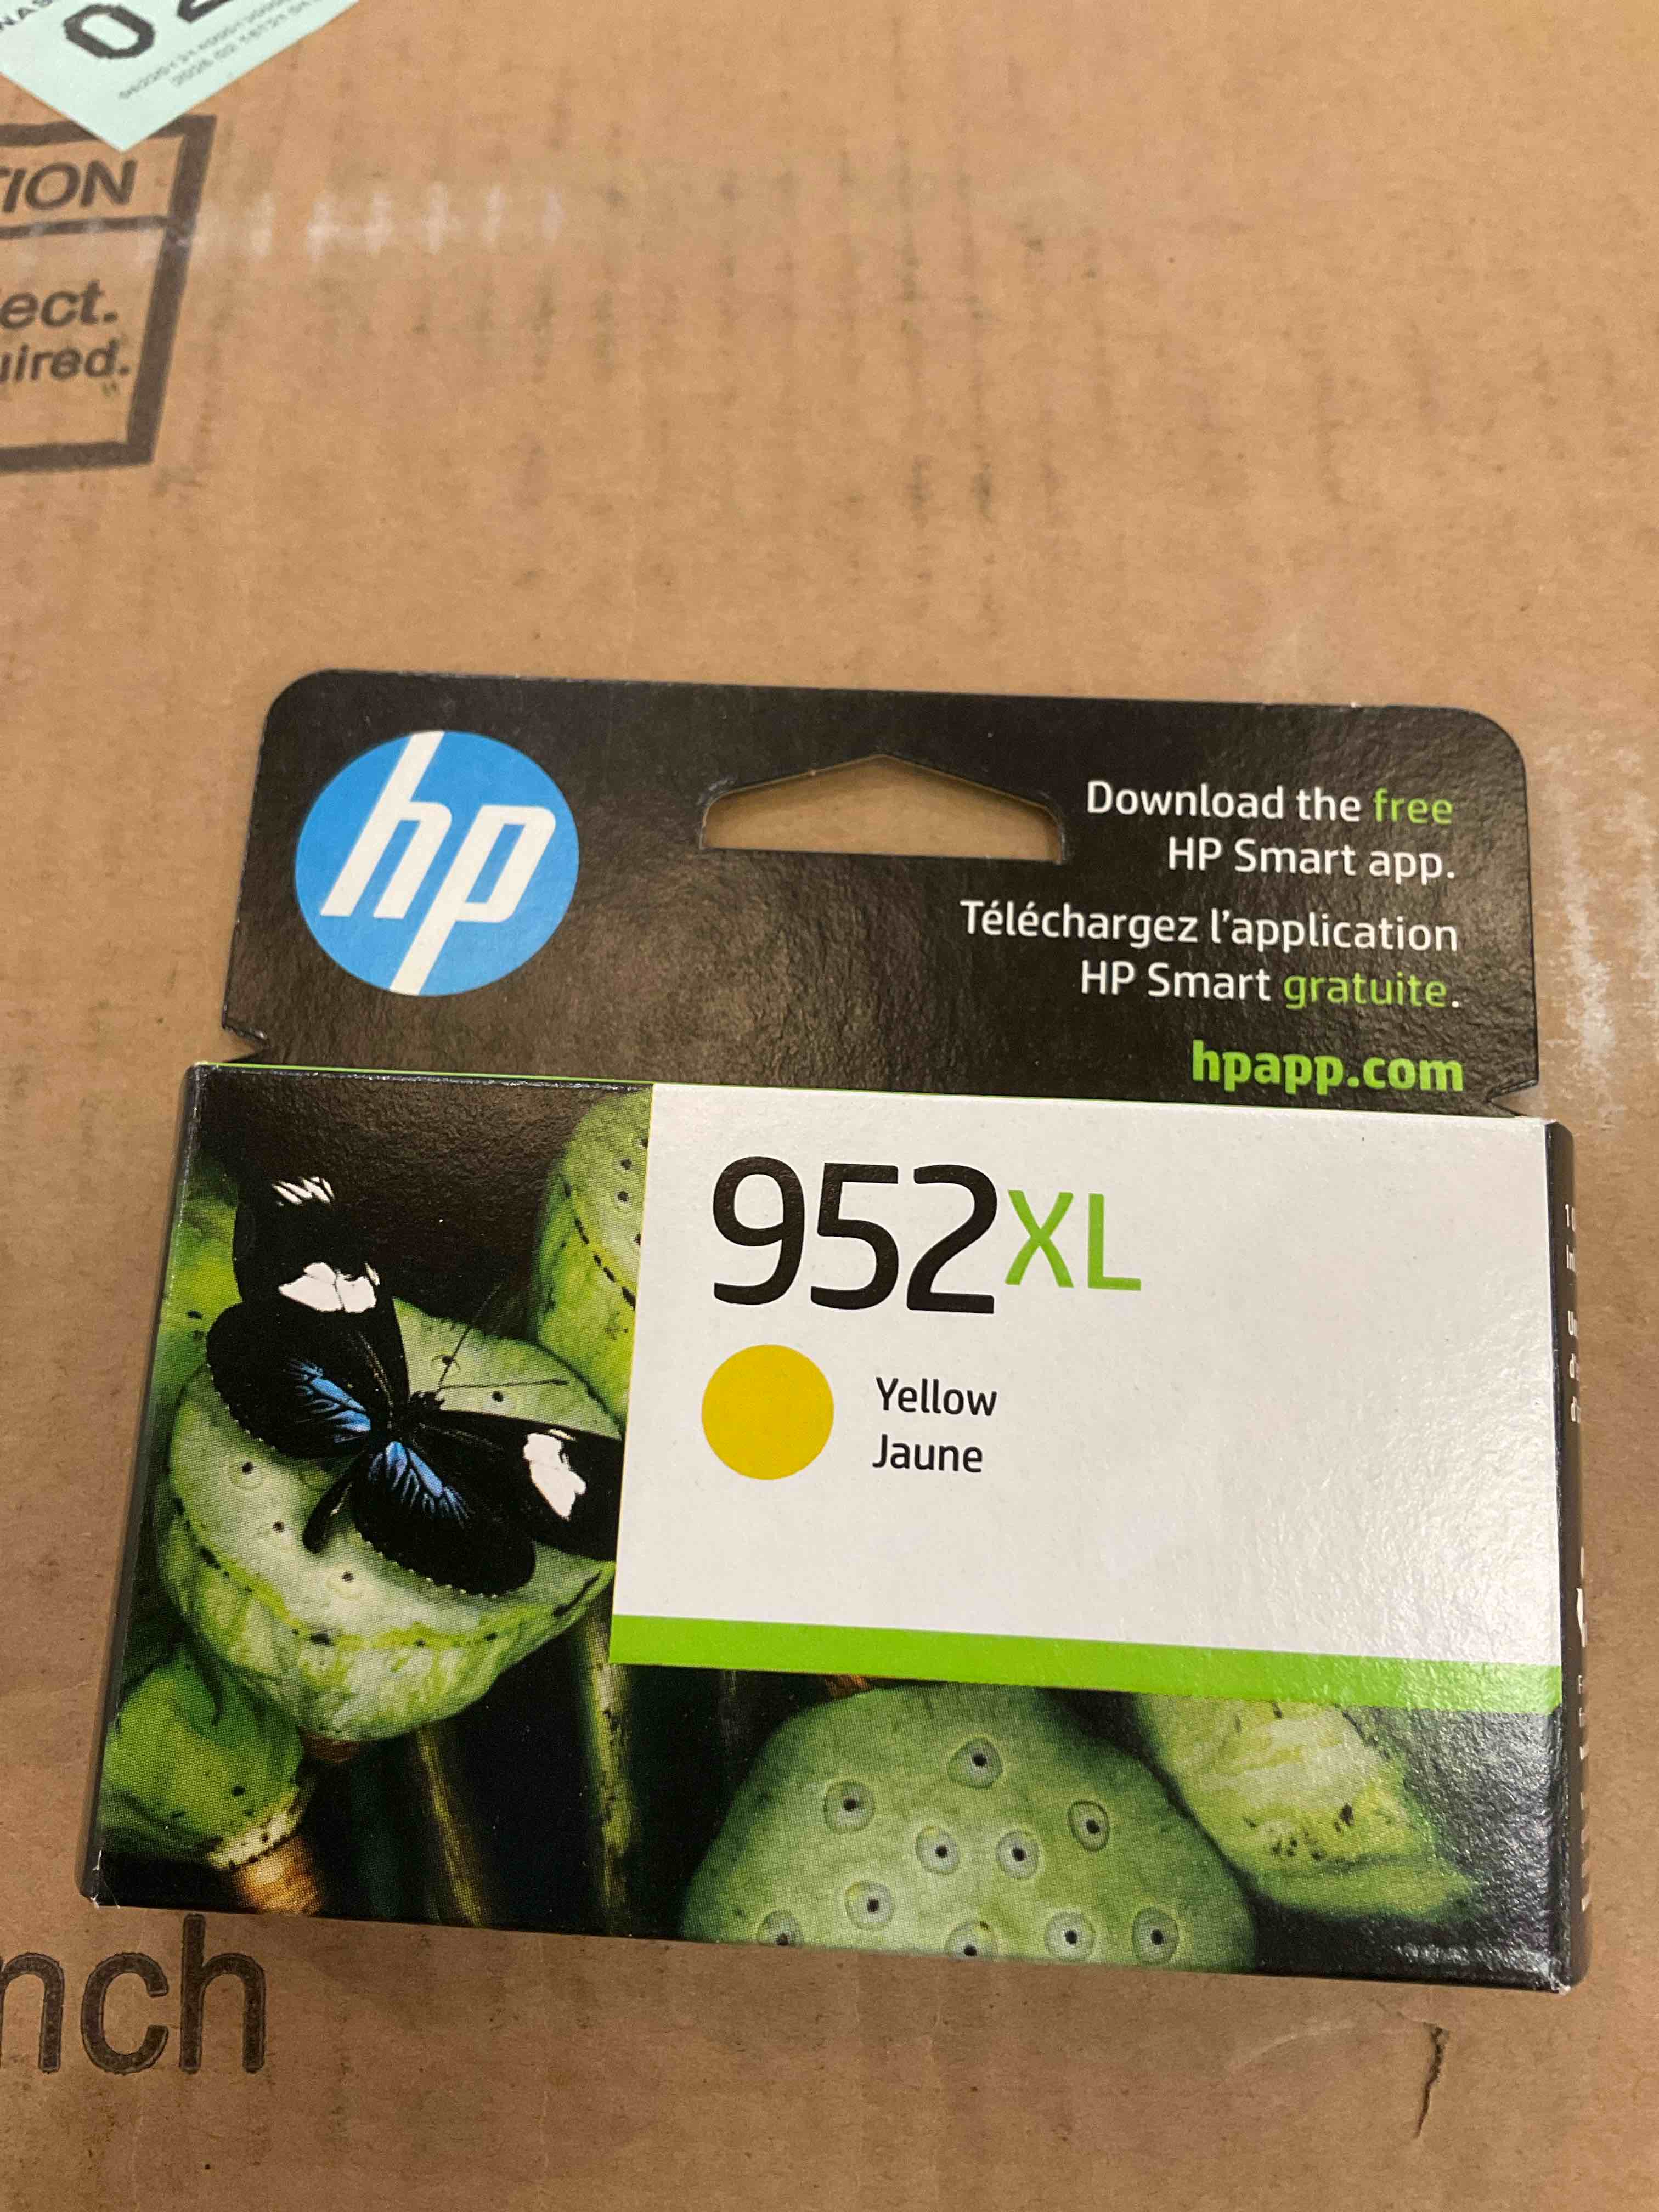 02
TION
ect.
uired.
hp
Download the free
HP Smart app.
Téléchargez l'application
HP Smart gratuite.
hpapp.com
952XL
Yellow
Jaune
nch